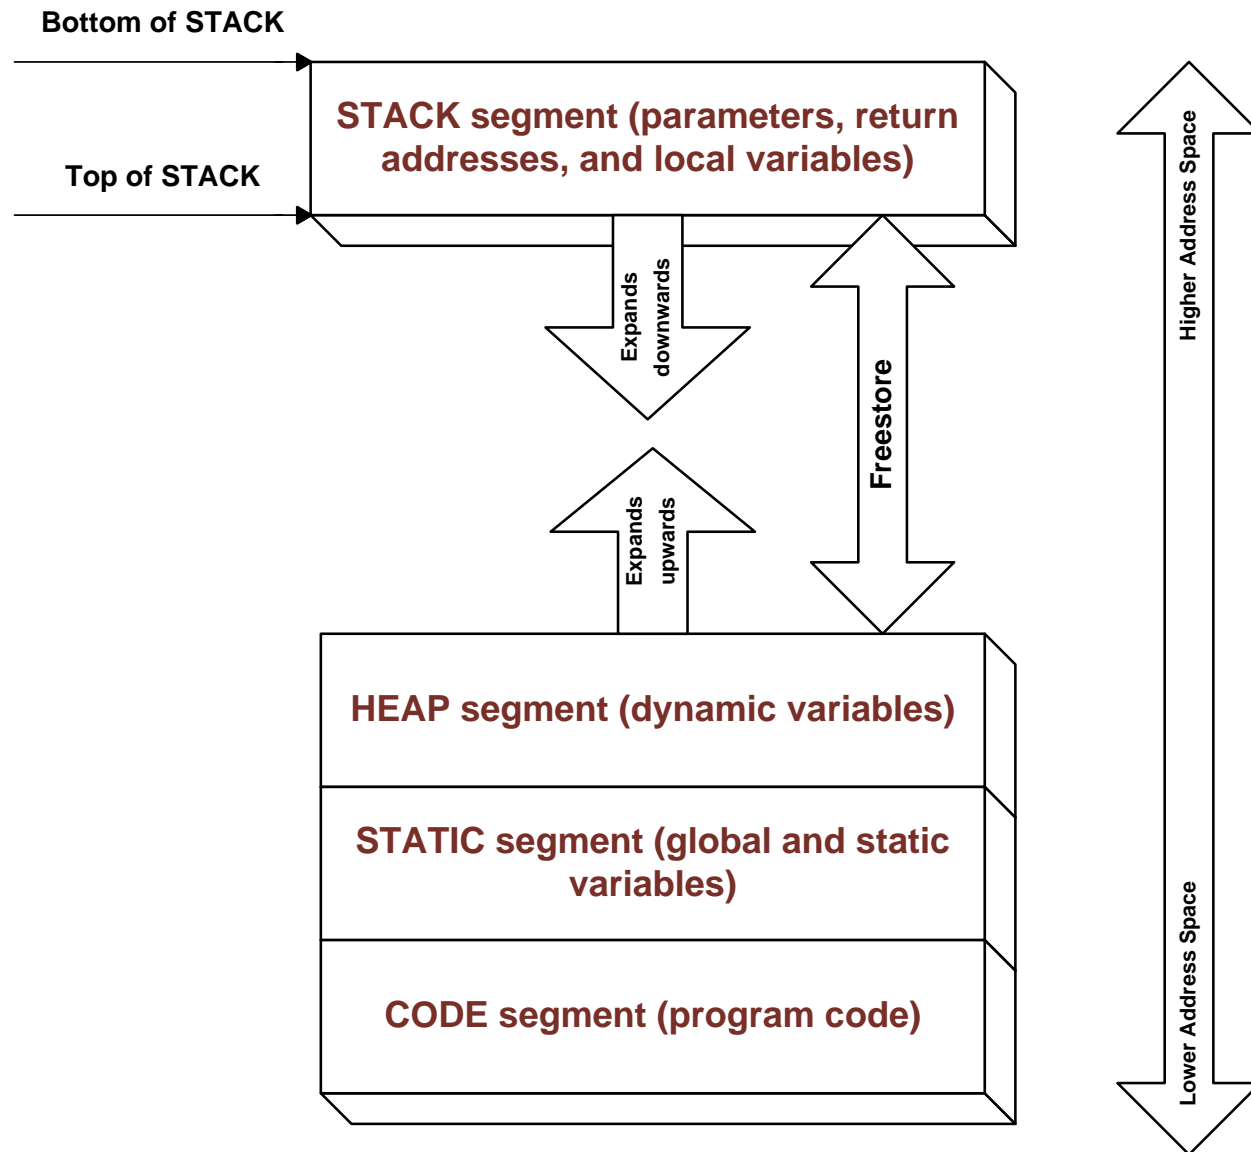 Bottom of STACK
STACK segment (parameters, return
addresses, and local variables)
Top of STACK
Expands
downwards
Freestore
Higher Address Space
Expands
upwards
HEAP segment (dynamic variables)
STATIC segment (global and static
variables)
CODE segment (program code)
Lower Address Space